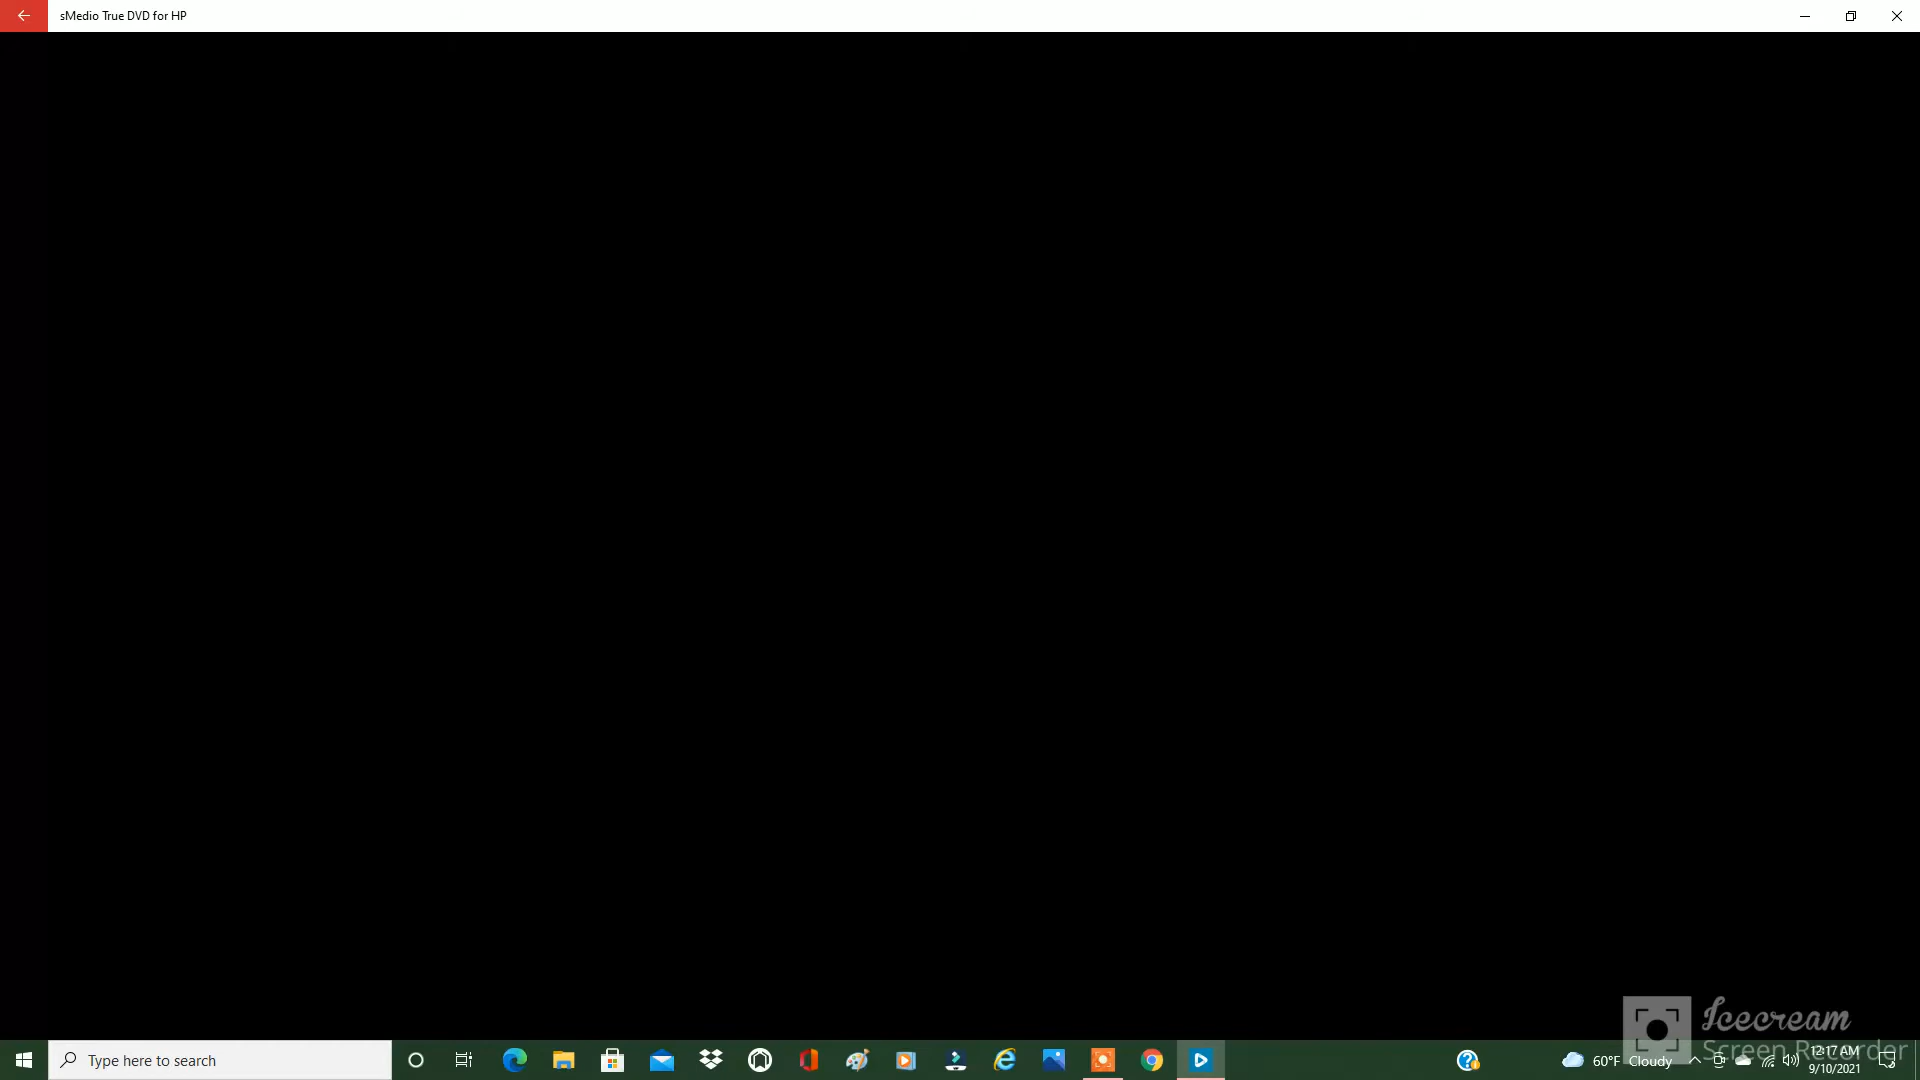 sMedio True DVD for HP
Icecream
Screen Recorder
Type here to search
60°F Cloudy
12:17 AM
9/10/2021